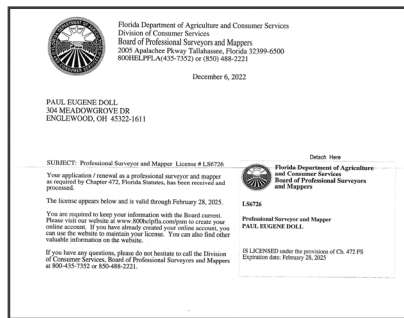 Florida Department of Agriculture and Consumer Services
Division of Consumer Services
Board of Professional Surveyors and Mappers
2005 Apalachee Pkway Tallahassee, Florida 32399-6500
800HELPFLA(435-7352) or (850) 488-2221
December 6, 2022
PAUL EUGENE DOLL
304 MEADOWGROVE DR
ENGLEWOOD, OH 45322-1611
SUBJECT: Professional Surveyor and Mapper License # LS6726
Your application / renewal as a professional surveyor and mapper
as required by Chapter 472, Florida Statutes, has been received and
processed.
The license appears below and is valid through February 28, 2025.
You are required to keep your information with the Board current.
Please visit our website at www.800helpfla.com/psm to create your
online account. If you have already created your online account, you
can use the website to maintain your license. You can also find other
valuable information on the website.
If you have any questions, please do not hesitate to call the Division
of Consumer Services, Board of Professional Surveyors and Mappers
at 800-435-7352 or 850-488-2221.
Detach Here
Florida Department of Agriculture
and Consumer Services
Board of Professional Surveyors
and Mappers
LS6726
Professional Surveyor and Mapper
PAUL EUGENE DOLL
IS LICENSED under the provisions of Ch. 472 FS
Expiration date: February 28, 2025